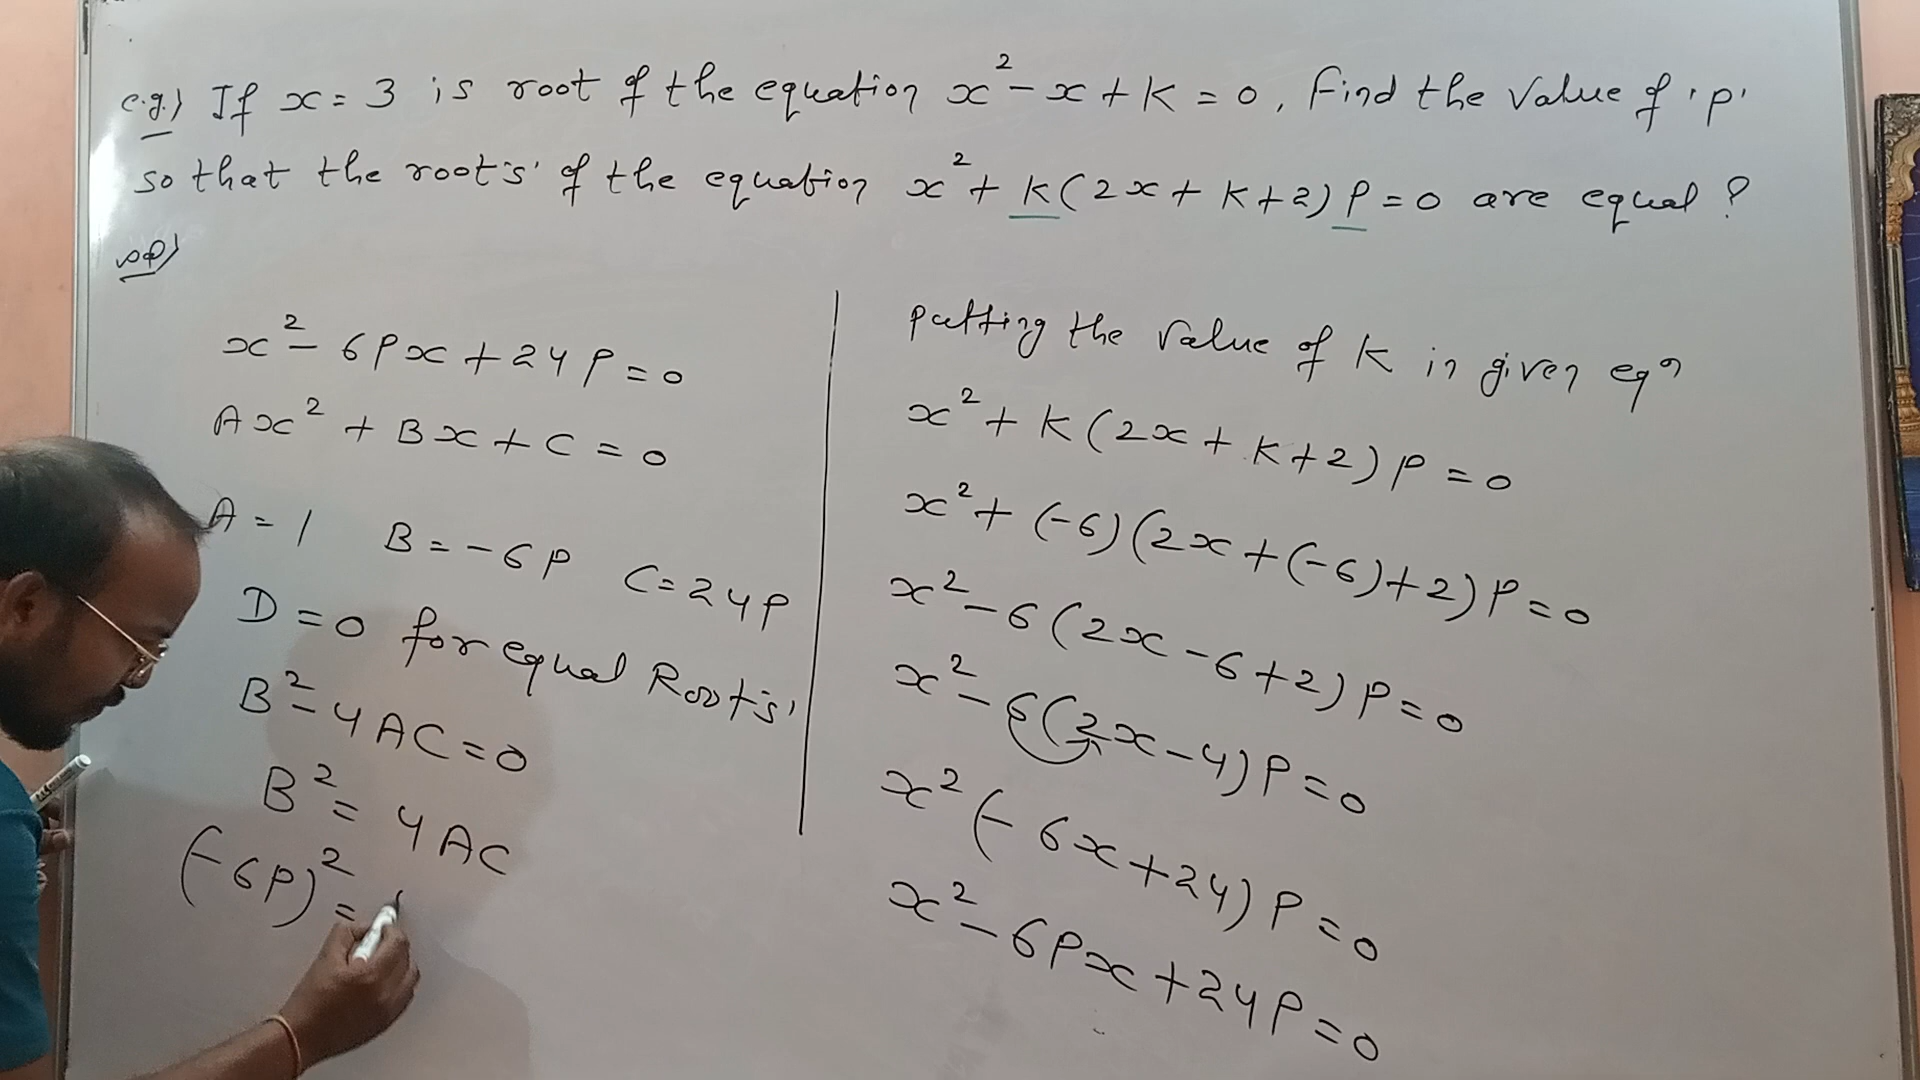 e.g.) If x = 3 is root of the equation x² - x + K = 0, find the value of 'p'
so that the root's' of the equation x² + k(2x + K + 2) P = 0 are equal ?
sol)
x² - 6Px + 24P = 0
Ax² + Bx + C = 0
A = 1 B = -6P C = 24P
D = 0 for equal Root's'
B² - 4AC = 0
B² = 4AC
(-6P)² =
putting the value of K in given eqn
x² + K(2x + K + 2) P = 0
x² + (-6)(2x + (-6) + 2) P = 0
x² - 6(2x - 6 + 2) P = 0
x² - 6(2x - 4) P = 0
x² (- 6x + 24) P = 0
x² - 6Px + 24P = 0